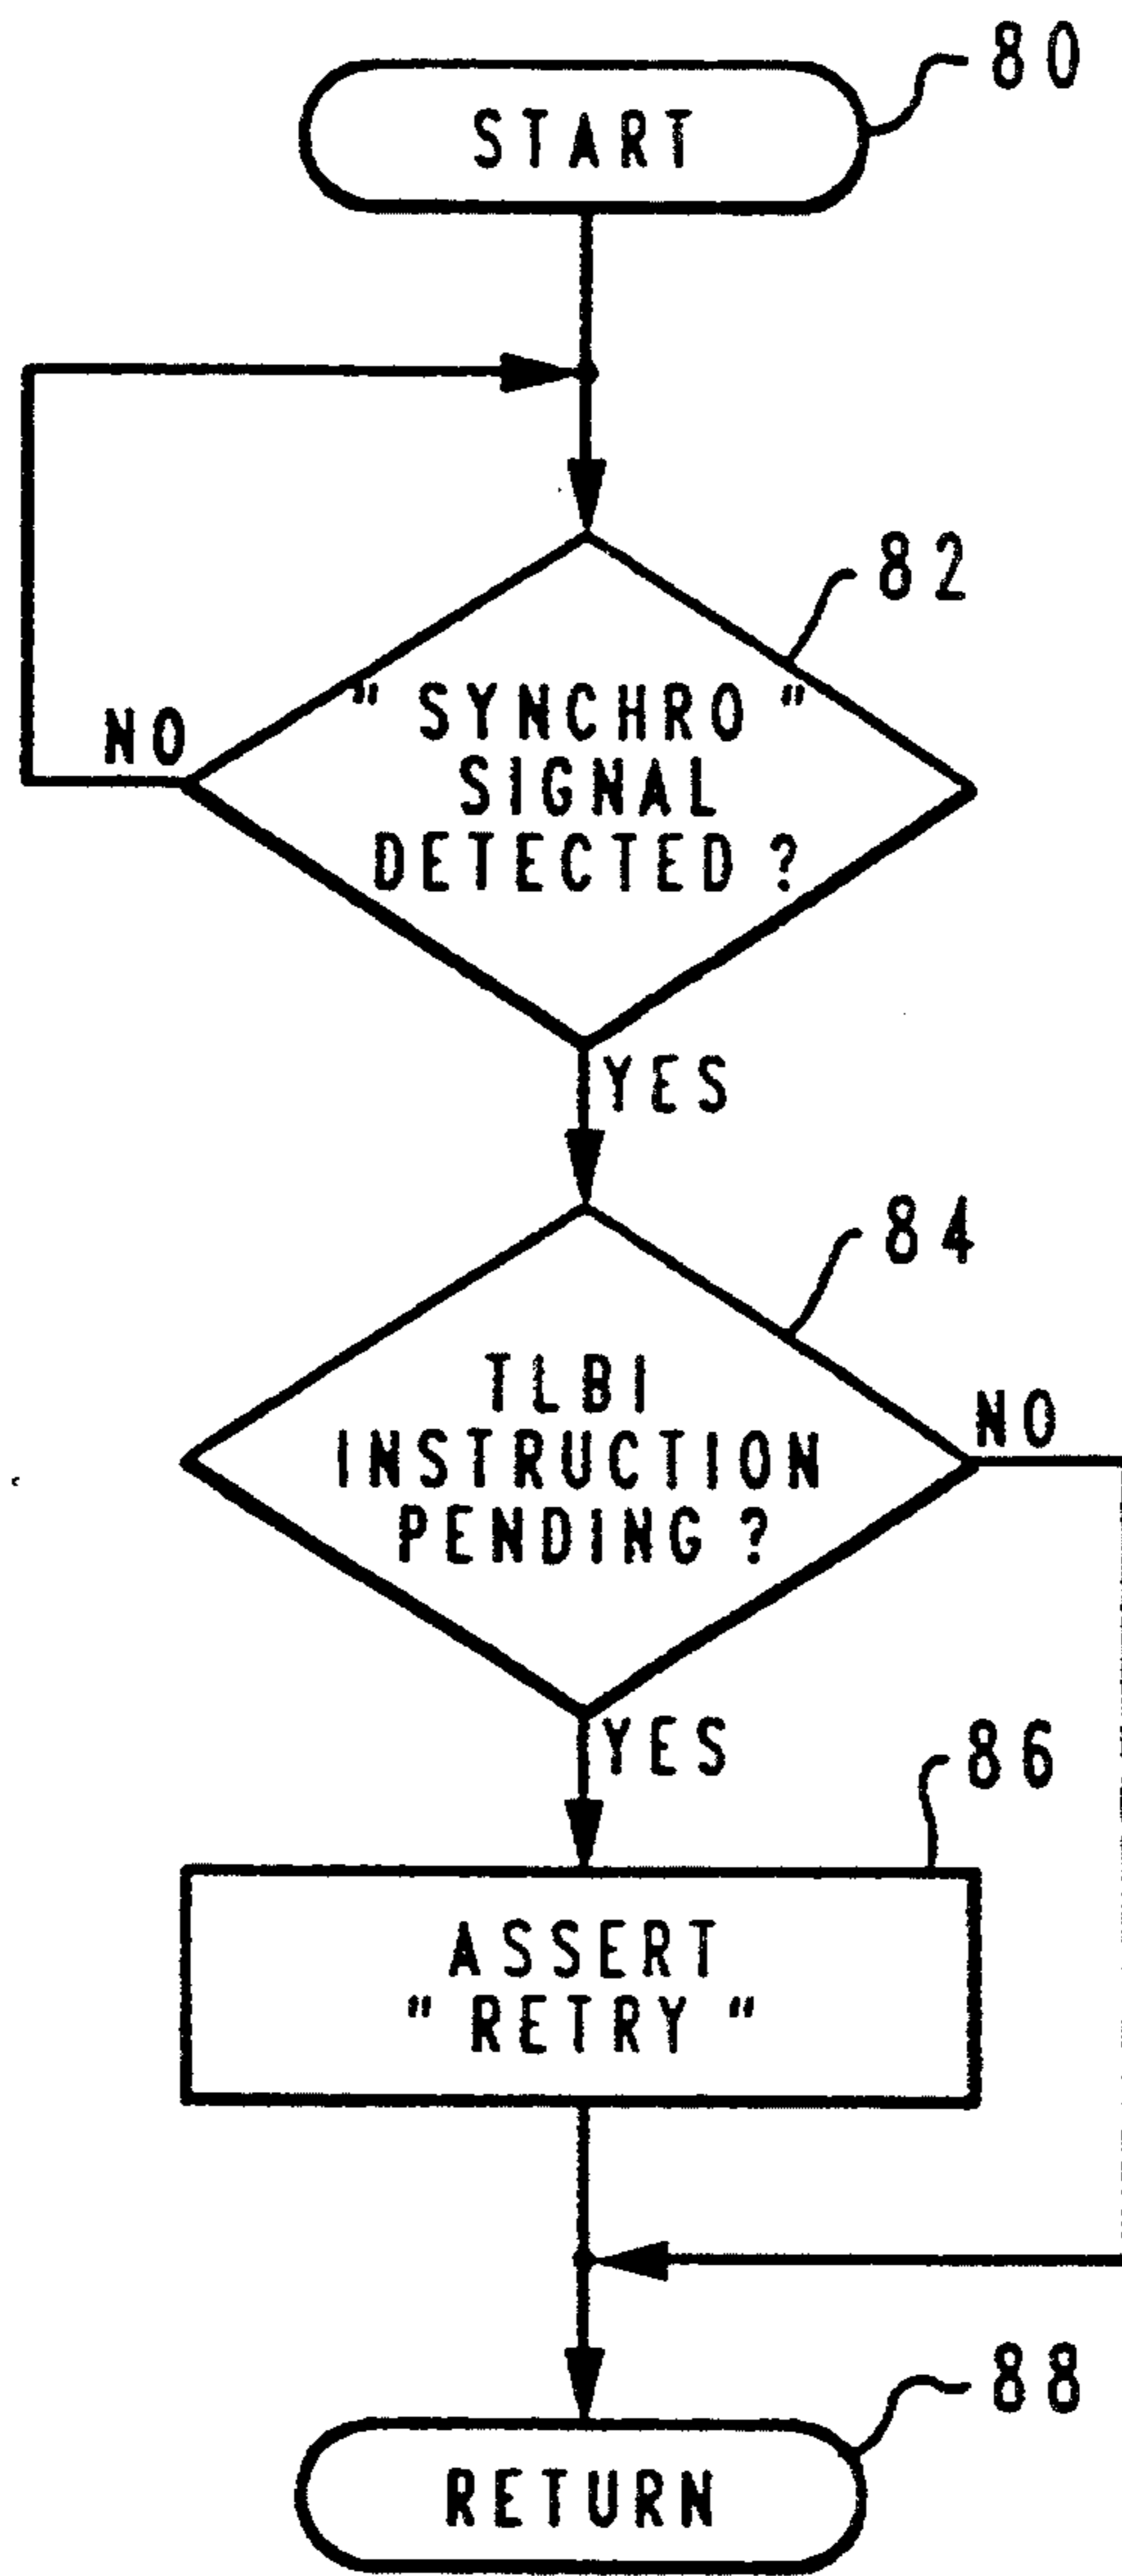 80
START
82
" SYNCHRO "
SIGNAL
DETECTED ?
NO
YES
84
TLBI
INSTRUCTION
PENDING ?
NO
YES
86
ASSERT
" RETRY "
88
RETURN